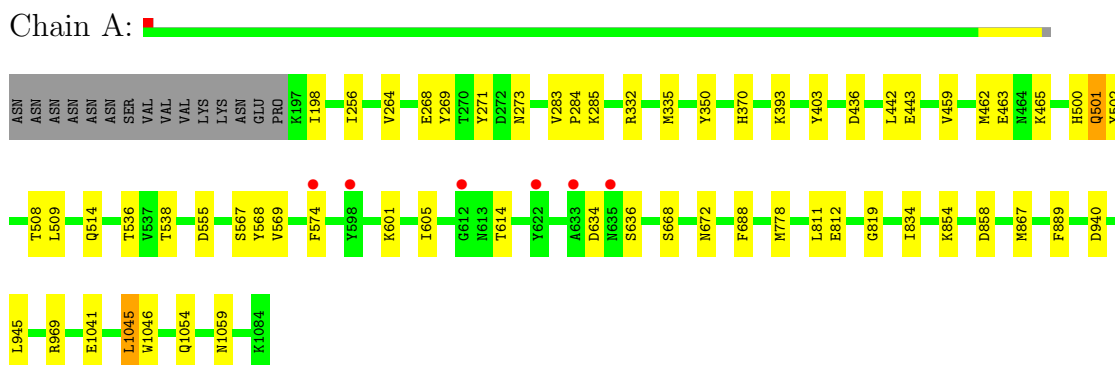 Chain A:
ASN ASN ASN ASN ASN ASN SER VAL VAL VAL LYS LYS ASN GLU PRO K197 I198 I256 V264 E268 Y269 T270 Y271 D272 N273 V283 P284 K285 R332 M335 Y350 H370 K393 Y403 D436 L442 E443 V459 M462 E463 N464 K465 H500 Q501 Y502
T508 L509 Q514 T536 V537 T538 D555 S567 Y568 V569 F574 Y598 K601 I605 G612 N613 T614 Y622 A633 D634 N635 S636 S668 N672 F688 M778 L811 E812 G819 I834 K854 D858 M867 F889 D940
L945 R969 E1041 L1045 W1046 Q1054 N1059 K1084